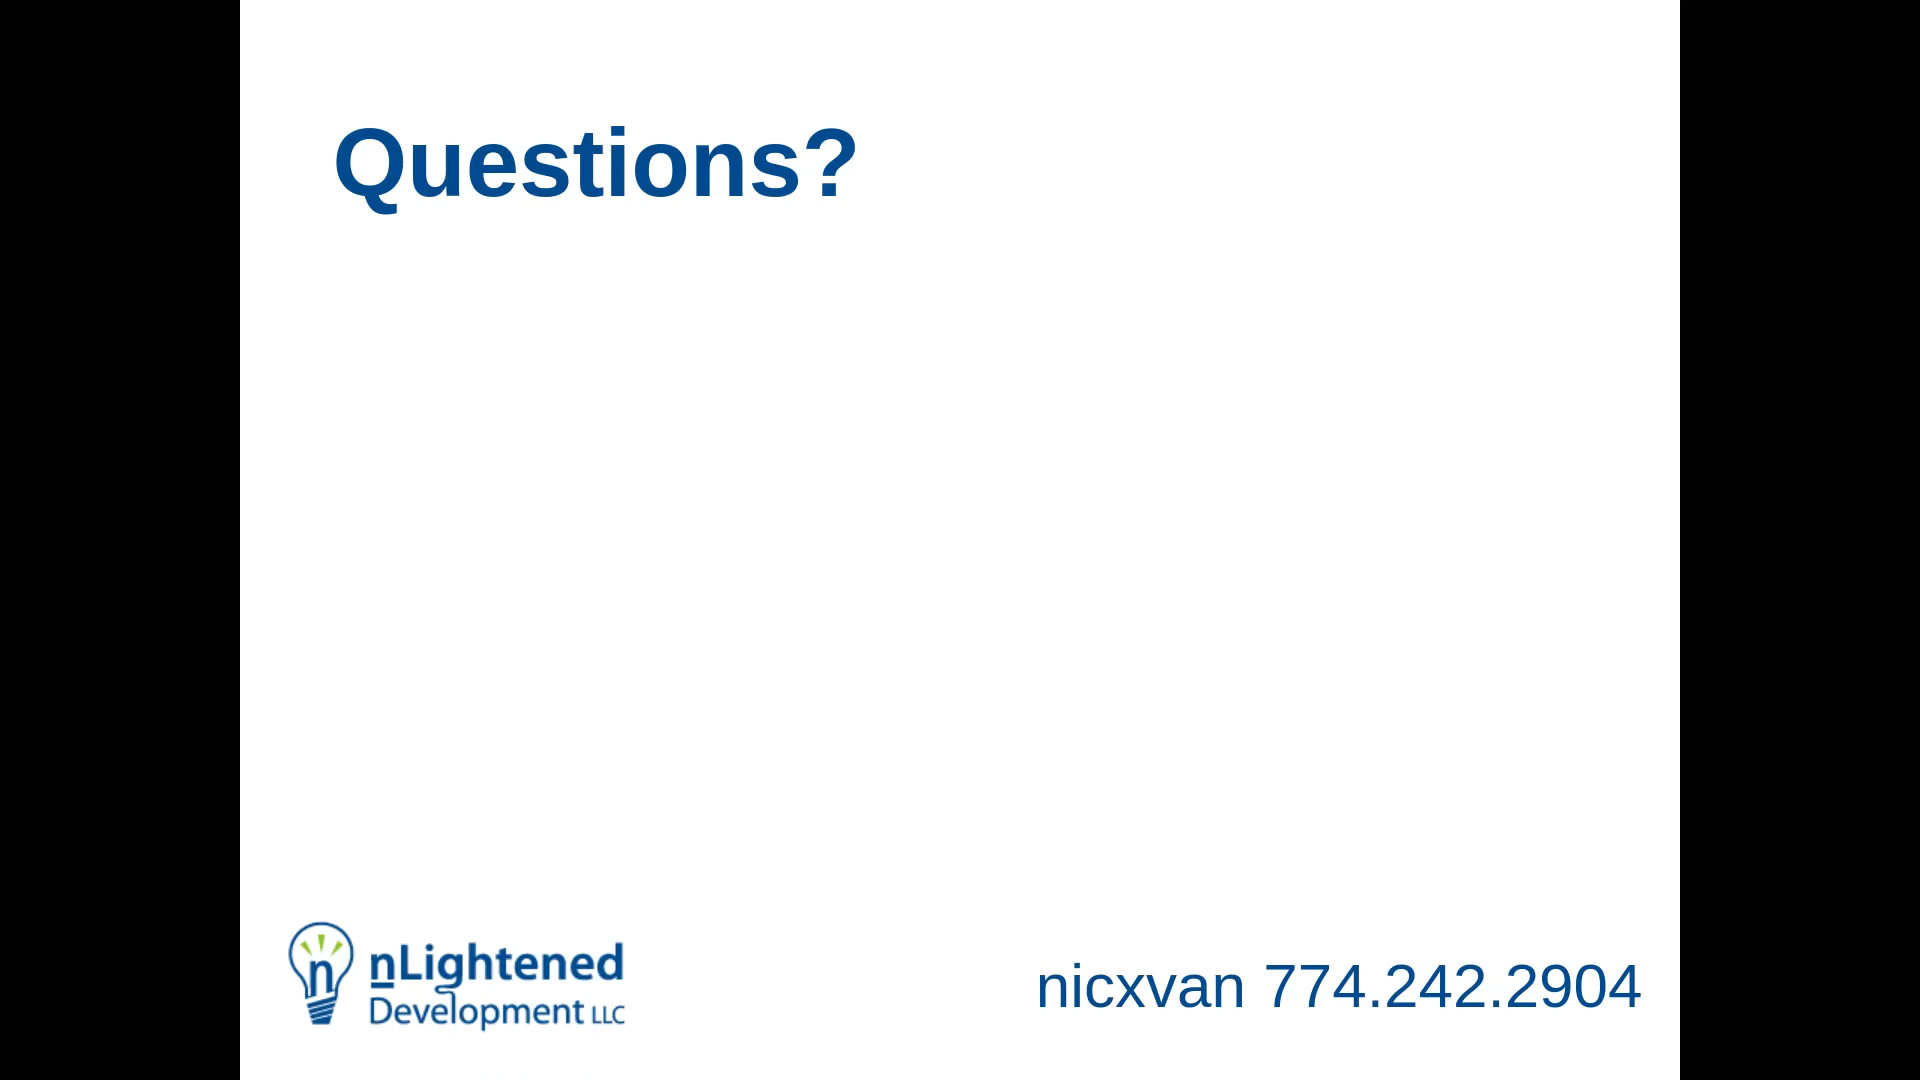 Questions?
n
nLightened
Development LLC
nicxvan 774.242.2904